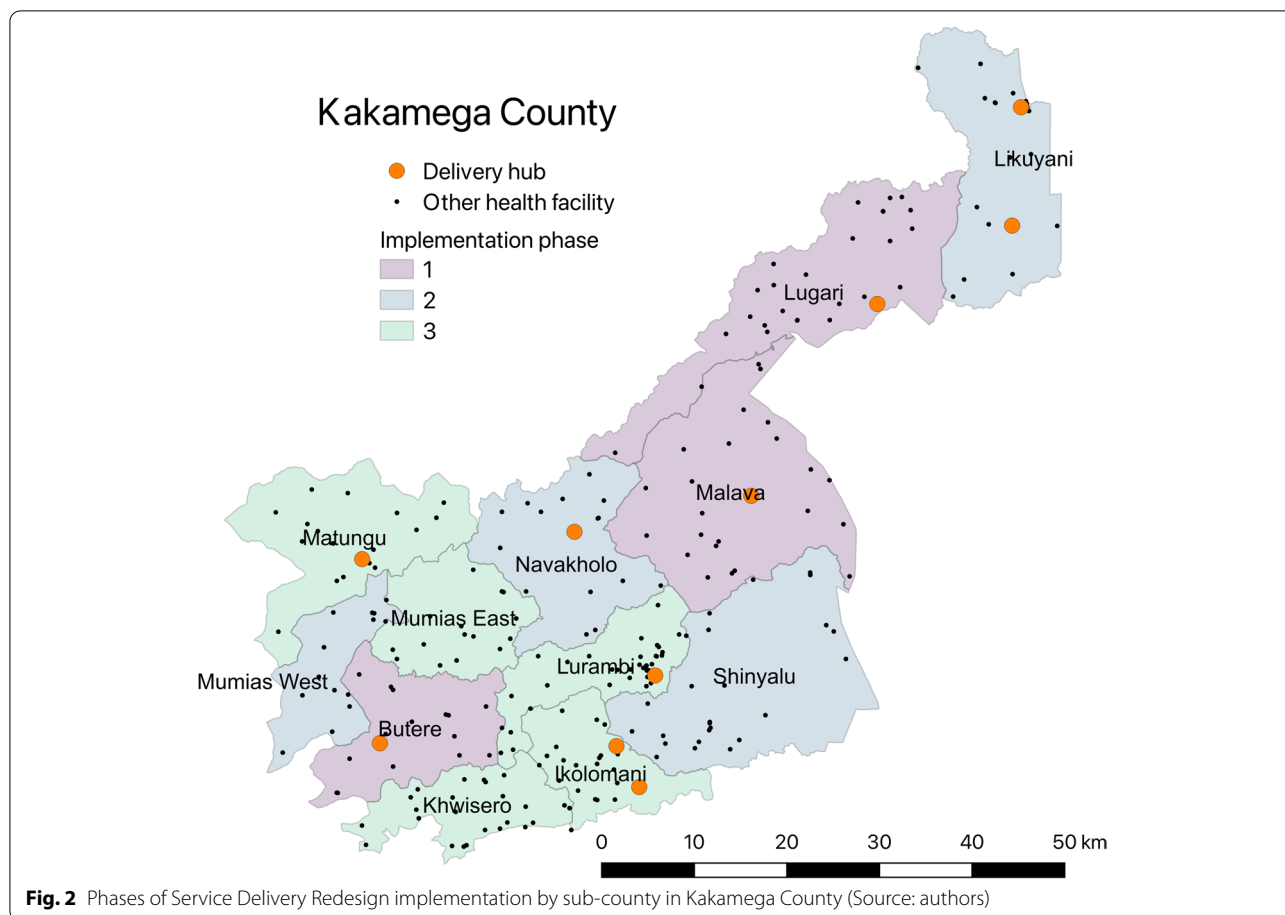 Kakamega County
Delivery hub
Other health facility
Implementation phase
1
2
3
Likuyani
Lugari
Malava
Matungu
Navakholo
Mumias East
Lurambi
Shinyalu
Mumias West
Butere
Ikolomani
Khwisero
0 10 20 30 40 50 km
Fig. 2 Phases of Service Delivery Redesign implementation by sub-county in Kakamega County (Source: authors)